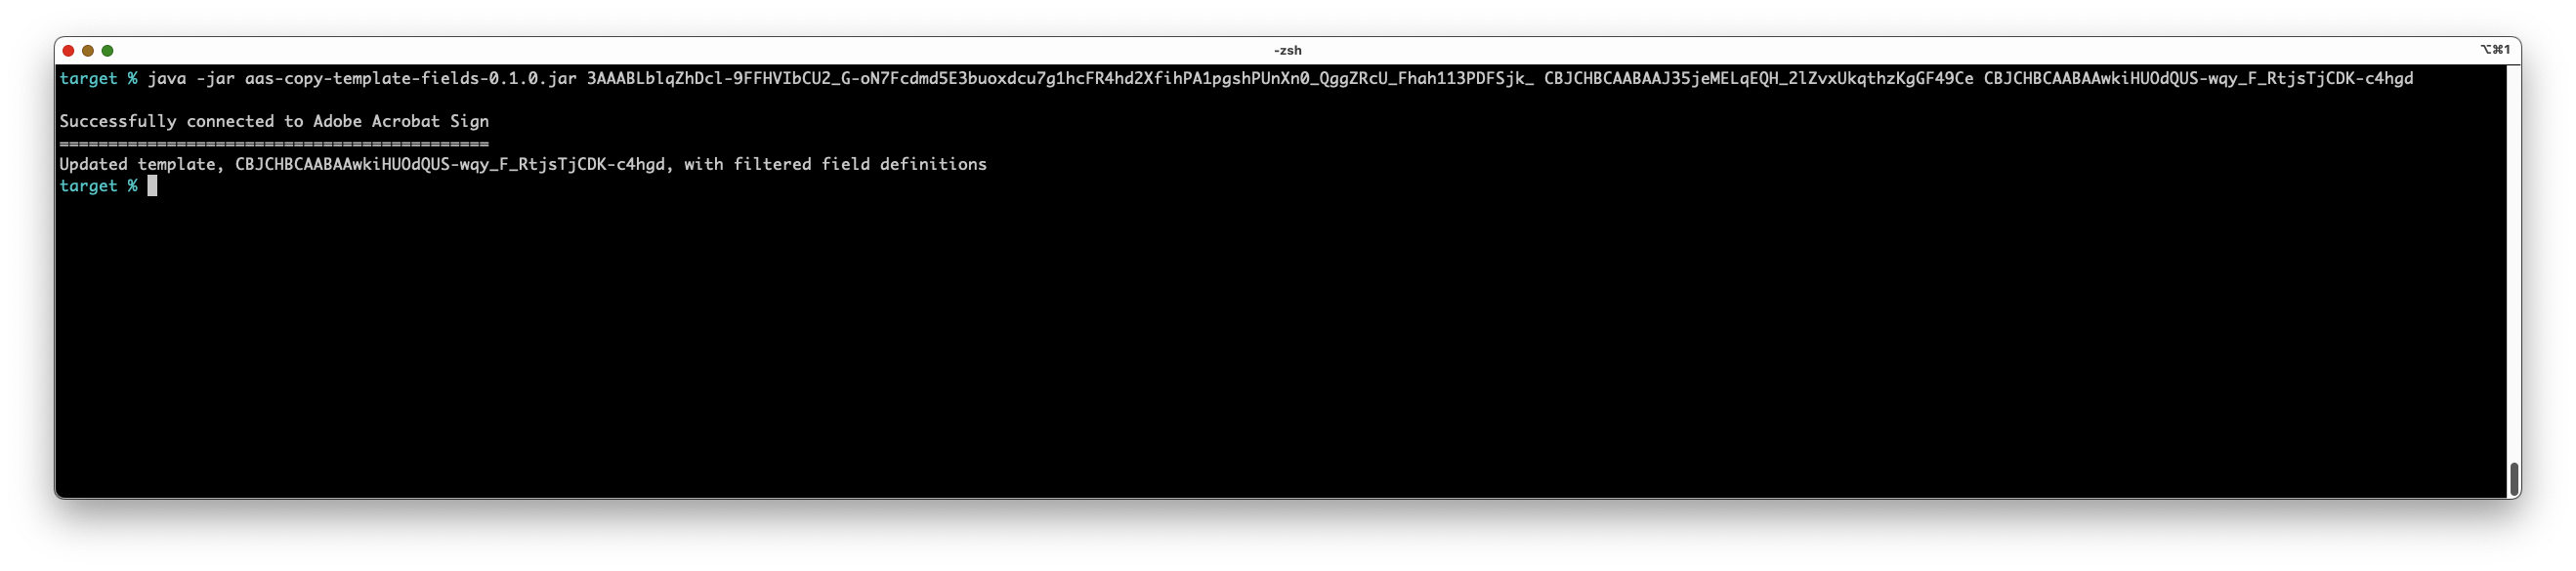 -zsh
⌥⌘1
target % java -jar aas-copy-template-fields-0.1.0.jar 3AAABLblqZhDcl-9FFHVIbCU2_G-oN7Fcdmd5E3buoxdcu7g1hcFR4hd2XfihPA1pgshPUnXn0_QggZRcU_Fhah113PDFSjk_ CBJCHBCAABAAJ35jeMELqEQH_2lZvxUkqthzKgGF49Ce CBJCHBCAABAAwkiHUOdQUS-wqy_F_RtjsTjCDK-c4hgd
Successfully connected to Adobe Acrobat Sign
============================================
Updated template, CBJCHBCAABAAwkiHUOdQUS-wqy_F_RtjsTjCDK-c4hgd, with filtered field definitions
target %